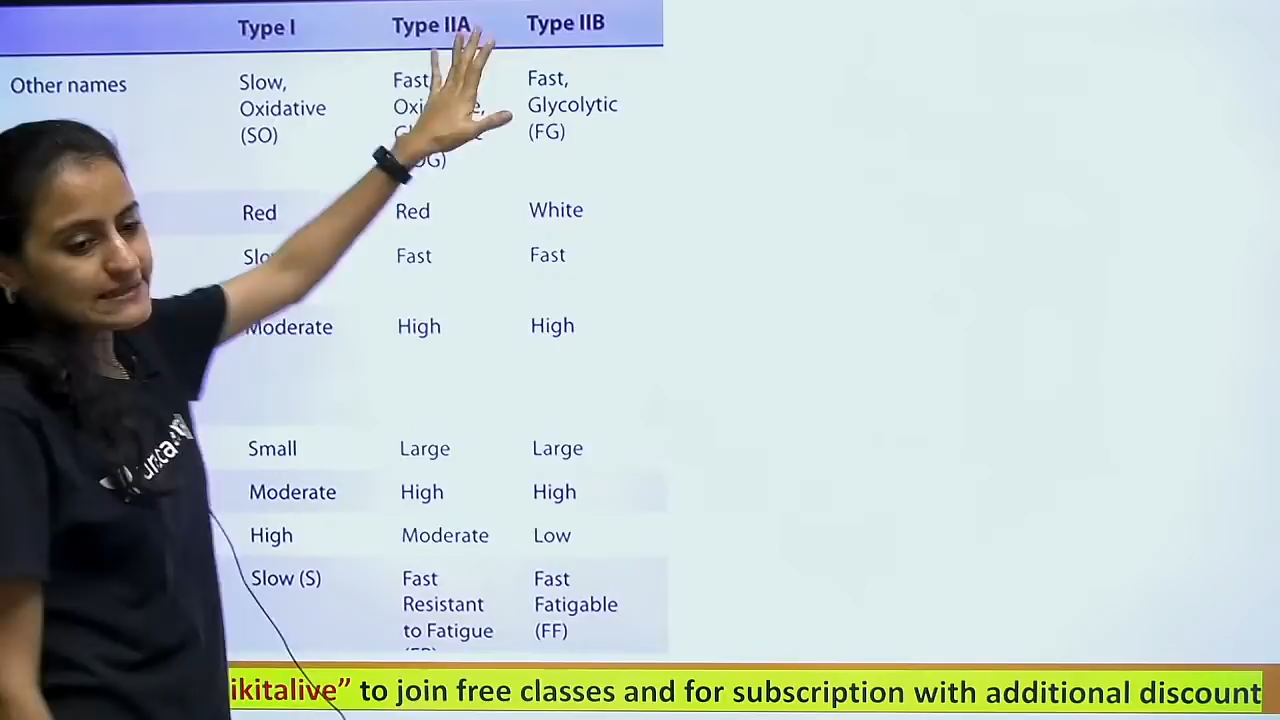 Type I Type IIA Type IIB
Other names Slow, Fast, Fast,
Oxidative Glycolytic
(SO) (FG)
Red Red White
Fast Fast
Moderate High High
Small Large Large
Moderate High High
High Moderate Low
Slow (S) Fast Fast
Resistant Fatigable
to Fatigue (FF)
ikitalive” to join free classes and for subscription with additional discount